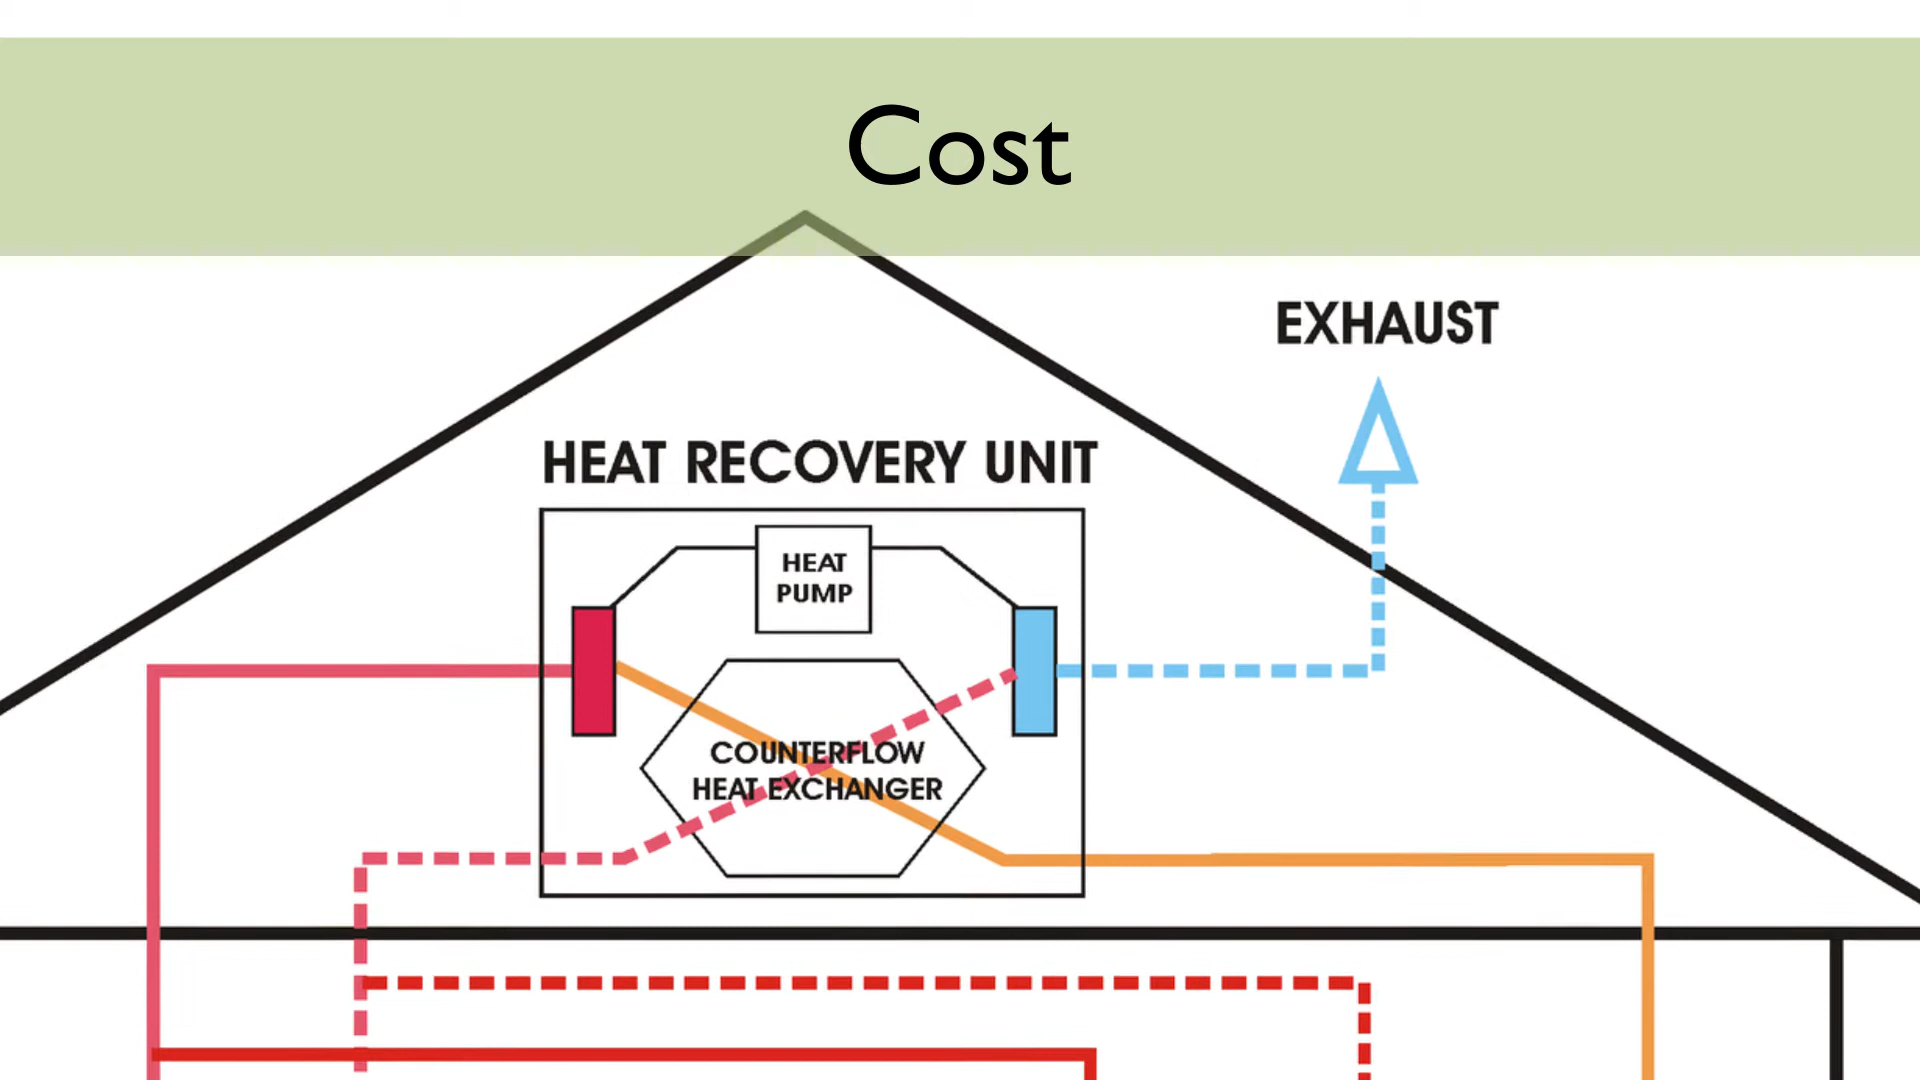 Cost
EXHAUST
HEAT RECOVERY UNIT
HEAT
PUMP
COUNTERFLOW
HEAT EXCHANGER